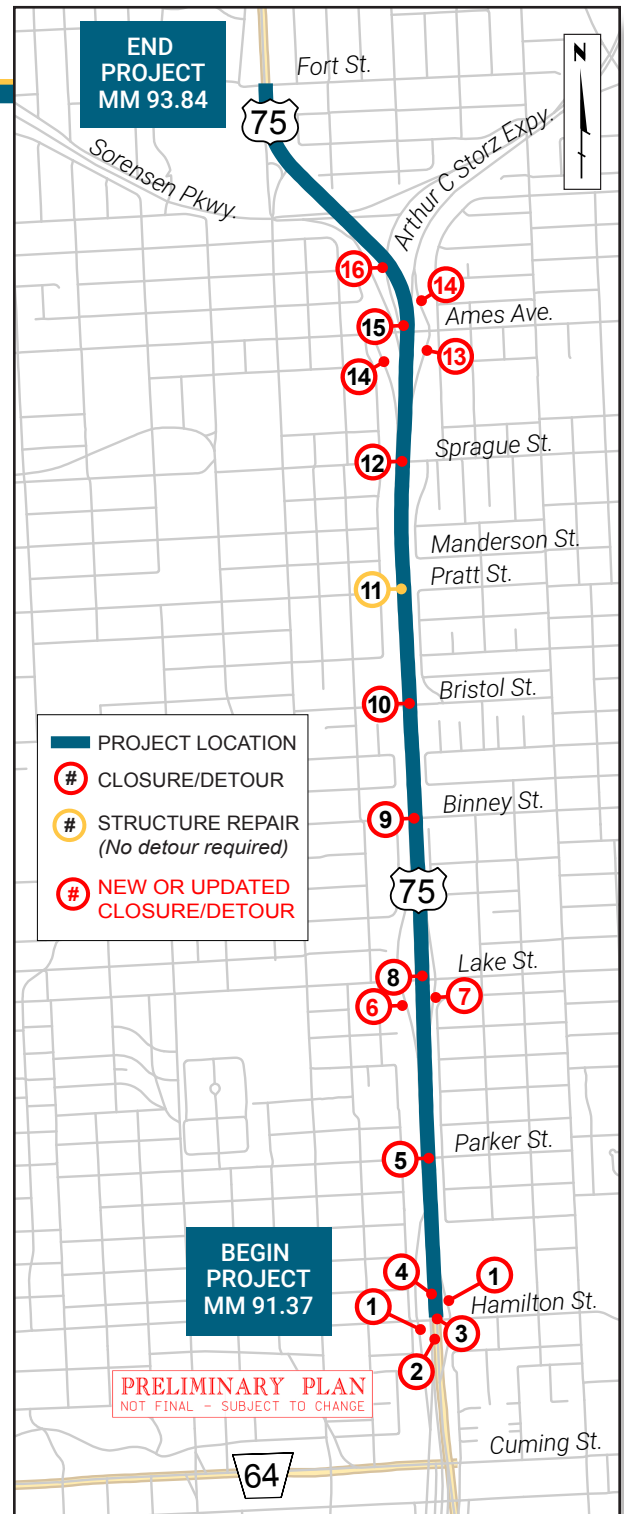 END
PROJECT
MM 93.84
Fort St.
N
75
Sorensen Pkwy.
Arthur C Storz Expy.
16
14
Ames Ave.
15
13
14
Sprague St.
12
Manderson St.
Pratt St.
11
Bristol St.
10
PROJECT LOCATION
# CLOSURE/DETOUR
# STRUCTURE REPAIR
(No detour required)
# NEW OR UPDATED
CLOSURE/DETOUR
Binney St.
9
75
Lake St.
8
7
6
Parker St.
5
BEGIN
PROJECT
MM 91.37
4
1
Hamilton St.
1
3
2
PRELIMINARY PLAN
NOT FINAL - SUBJECT TO CHANGE
Cuming St.
64